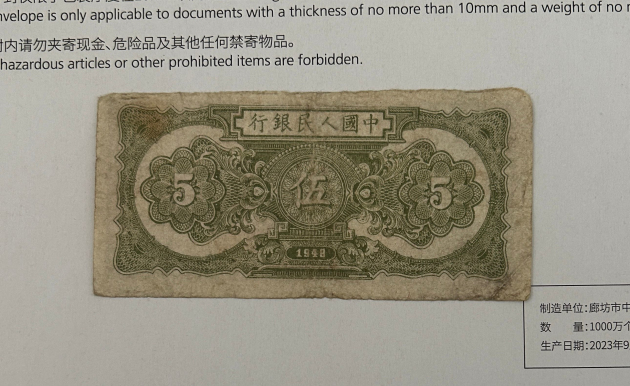 nvelope is only applicable to documents with a thickness of no more than 10mm and a weight of no
内请勿夹寄现金、危险品及其他任何禁寄物品。
hazardous articles or other prohibited items are forbidden.
中國人民銀行
5 伍 5
1948
制造单位:廊坊市中
数 量:1000万个
生产日期:2023年9